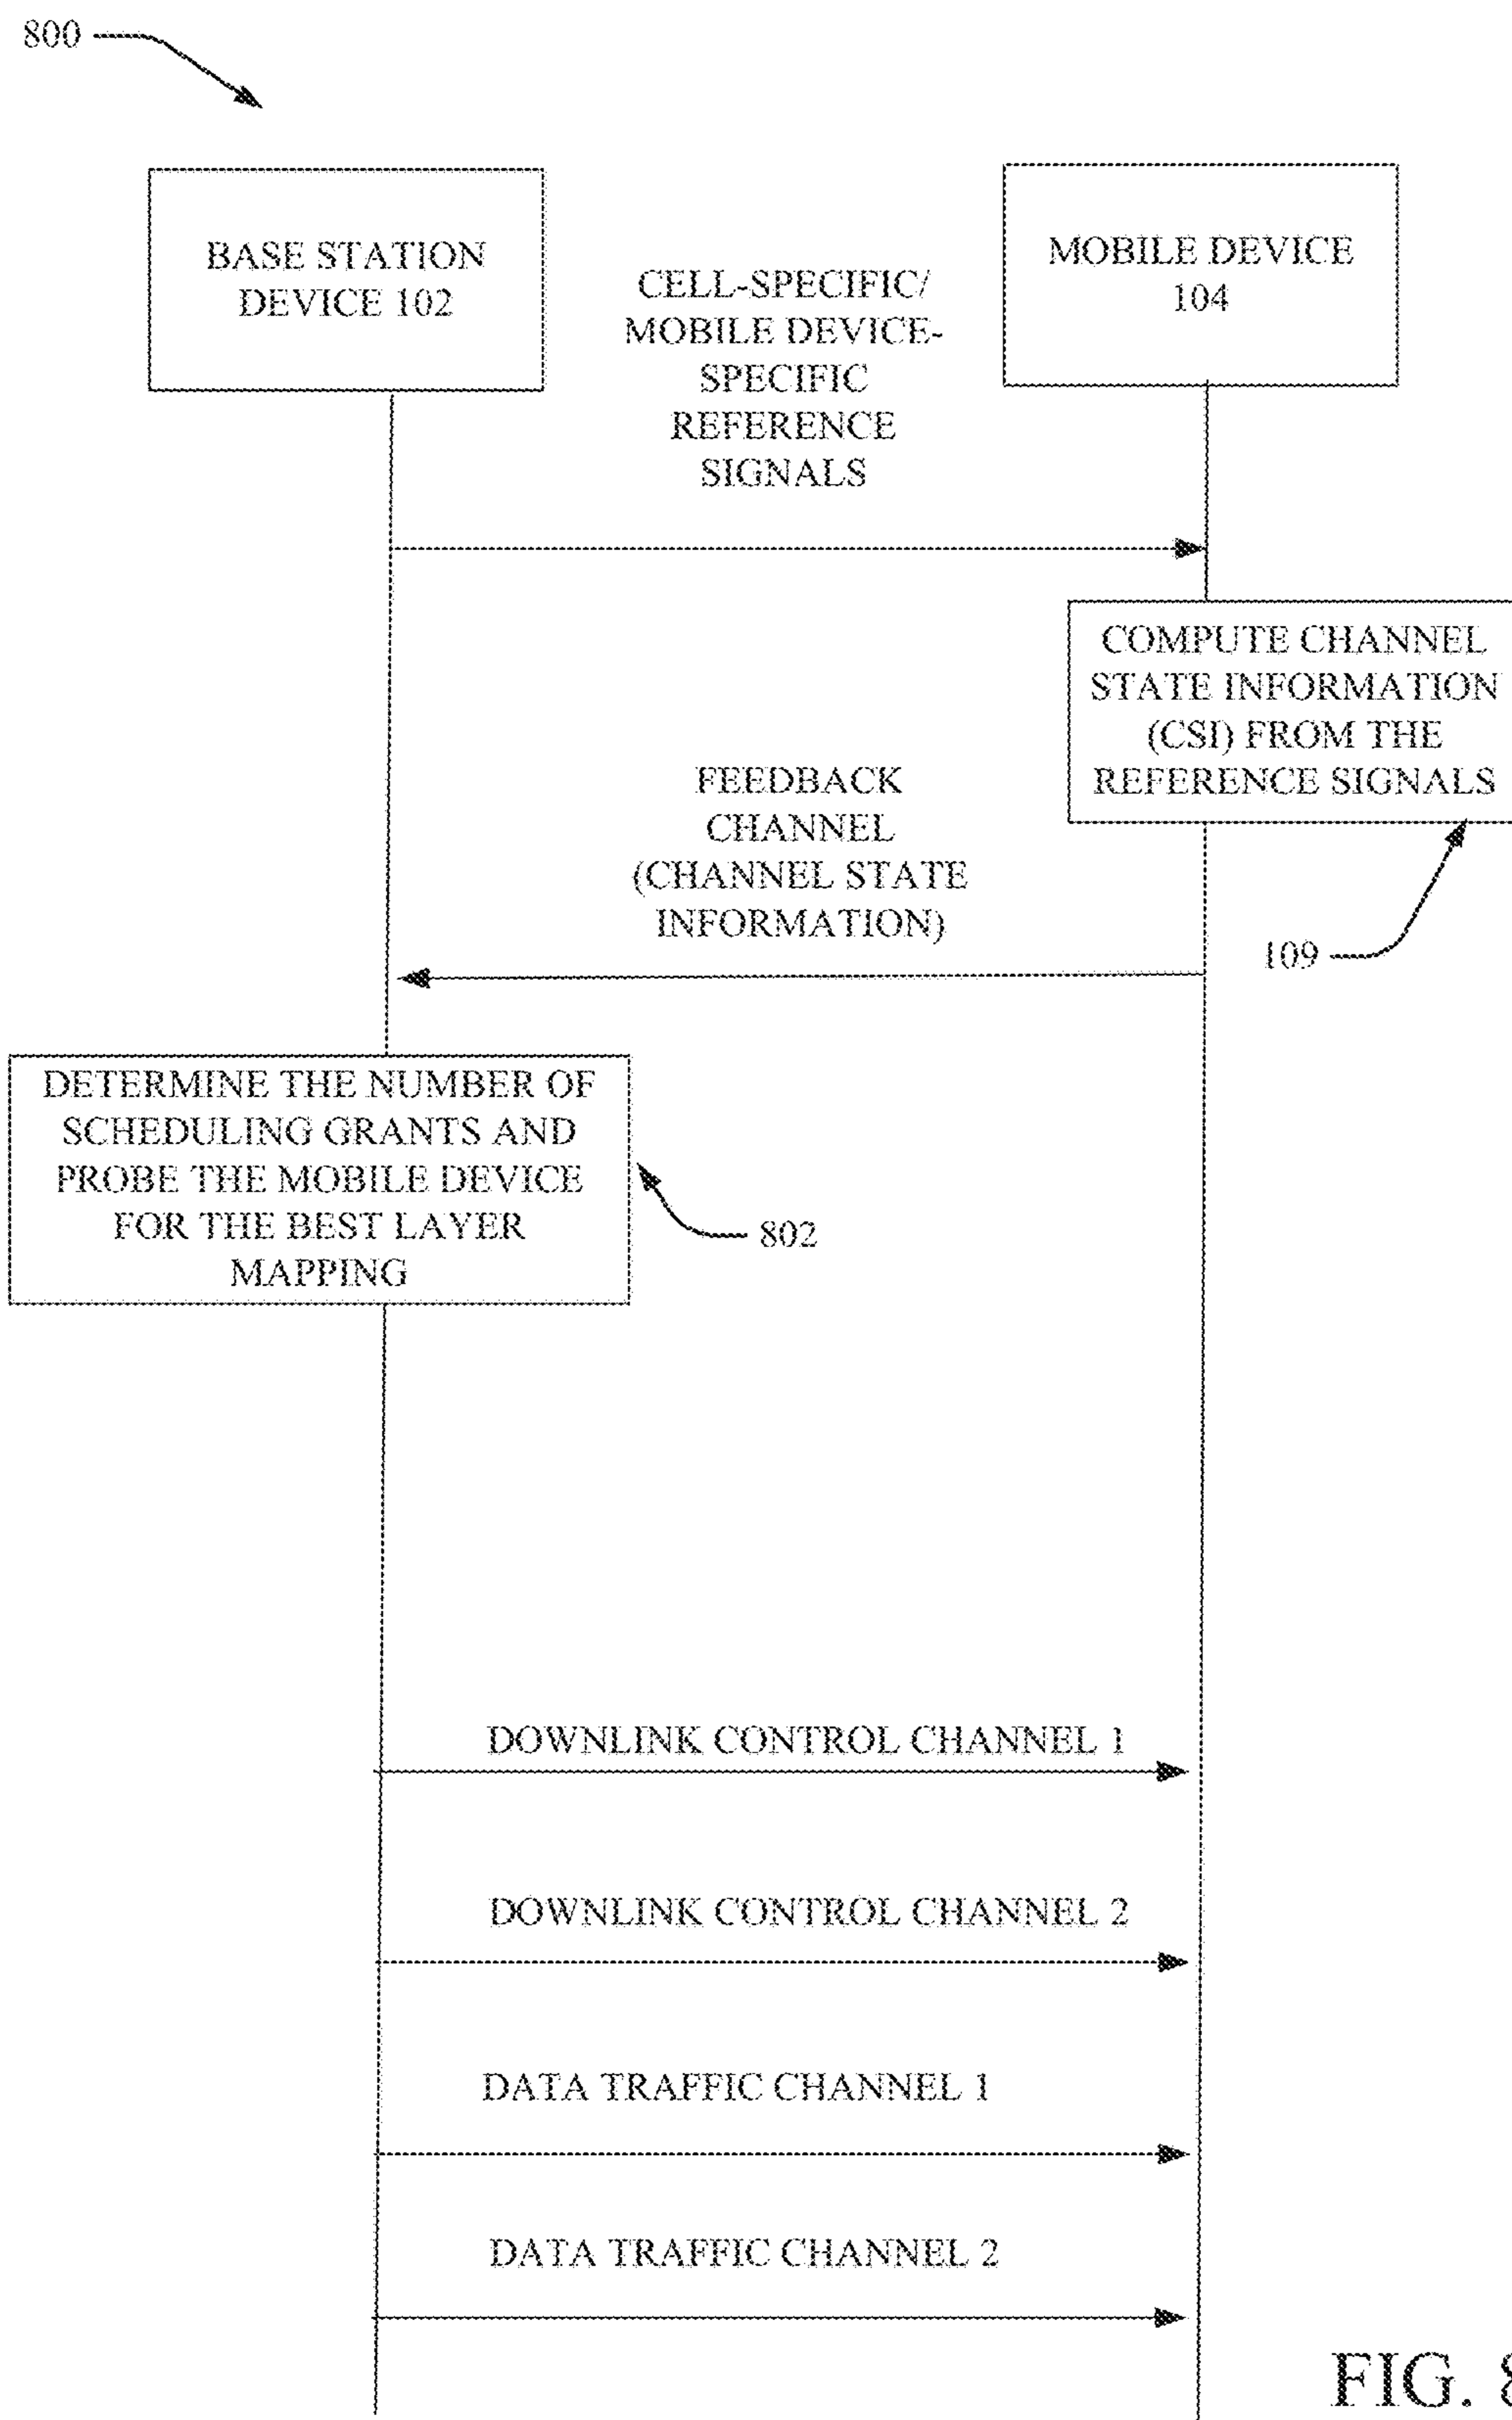 800
BASE STATION
DEVICE 102
MOBILE DEVICE
104
CELL-SPECIFIC/
MOBILE DEVICE-
SPECIFIC
REFERENCE
SIGNALS
COMPUTE CHANNEL
STATE INFORMATION
(CSI) FROM THE
REFERENCE SIGNALS
109
FEEDBACK
CHANNEL
(CHANNEL STATE
INFORMATION)
DETERMINE THE NUMBER OF
SCHEDULING GRANTS AND
PROBE THE MOBILE DEVICE
FOR THE BEST LAYER
MAPPING
802
DOWNLINK CONTROL CHANNEL 1
DOWNLINK CONTROL CHANNEL 2
DATA TRAFFIC CHANNEL 1
DATA TRAFFIC CHANNEL 2
FIG. 8